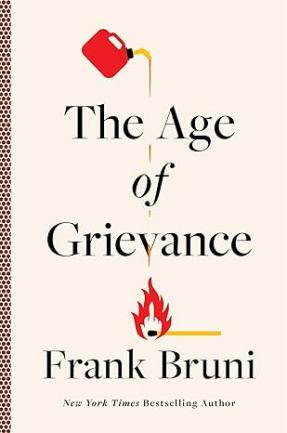 The Age
of
Grievance
Frank Bruni
New York Times Bestselling Author